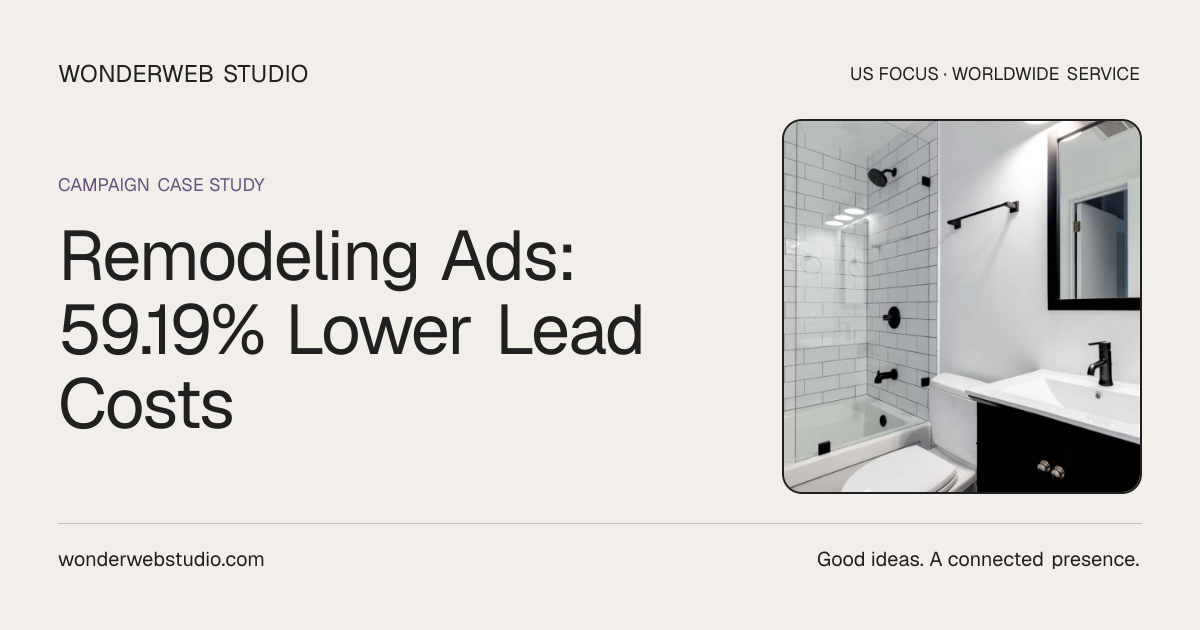 WONDERWEB STUDIO
US FOCUS · WORLDWIDE SERVICE
CAMPAIGN CASE STUDY
Remodeling Ads:
59.19% Lower Lead
Costs
wonderwebstudio.com
Good ideas. A connected presence.